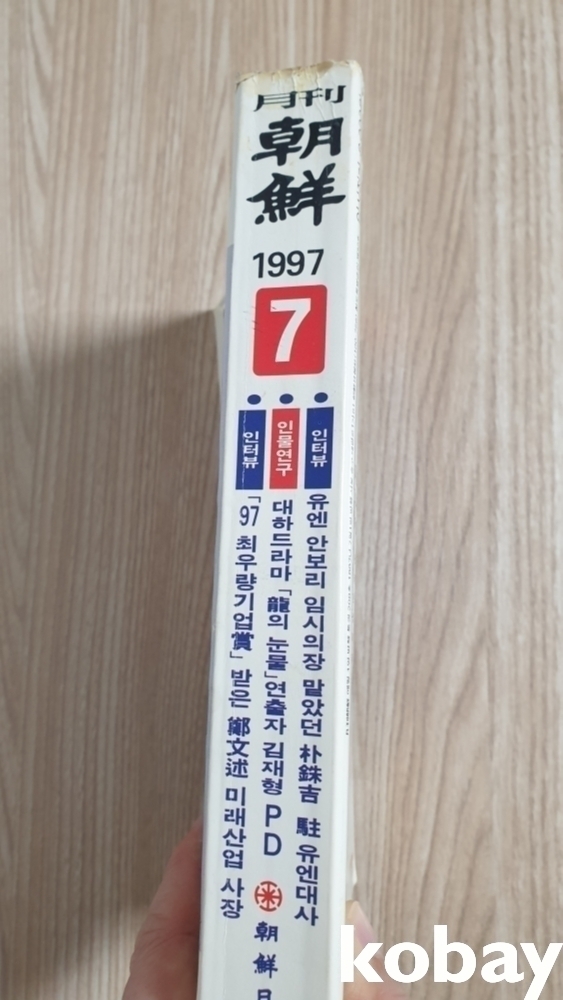 月刊
朝鮮
1997
7
인터뷰
유엔 안보리 임시의장 맡았던 朴銖吉 駐 유엔대사
인물연구
대하드라마 「龍의 눈물」 연출자 김재형 PD
인터뷰
「97 최우량기업賞」 받은 鄭文述 미래산업 사장
朝鮮日
kobay